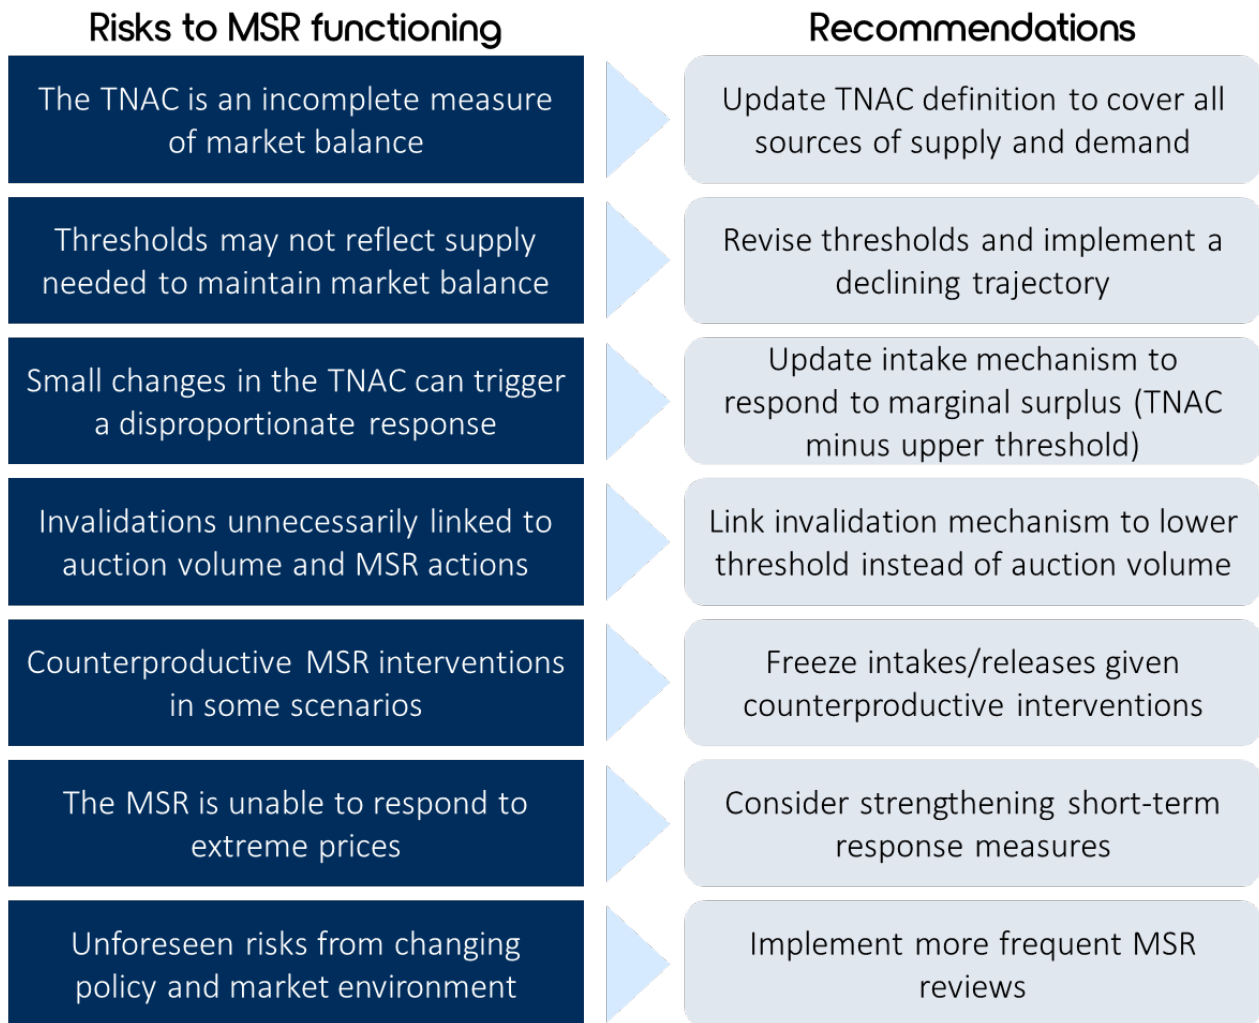 Risks to MSR functioning
Recommendations
The TNAC is an incomplete measure
of market balance
Update TNAC definition to cover all
sources of supply and demand
Thresholds may not reflect supply
needed to maintain market balance
Revise thresholds and implement a
declining trajectory
Small changes in the TNAC can trigger
a disproportionate response
Update intake mechanism to
respond to marginal surplus (TNAC
minus upper threshold)
Invalidations unnecessarily linked to
auction volume and MSR actions
Link invalidation mechanism to lower
threshold instead of auction volume
Counterproductive MSR interventions
in some scenarios
Freeze intakes/releases given
counterproductive interventions
The MSR is unable to respond to
extreme prices
Consider strengthening short-term
response measures
Unforeseen risks from changing
policy and market environment
Implement more frequent MSR
reviews